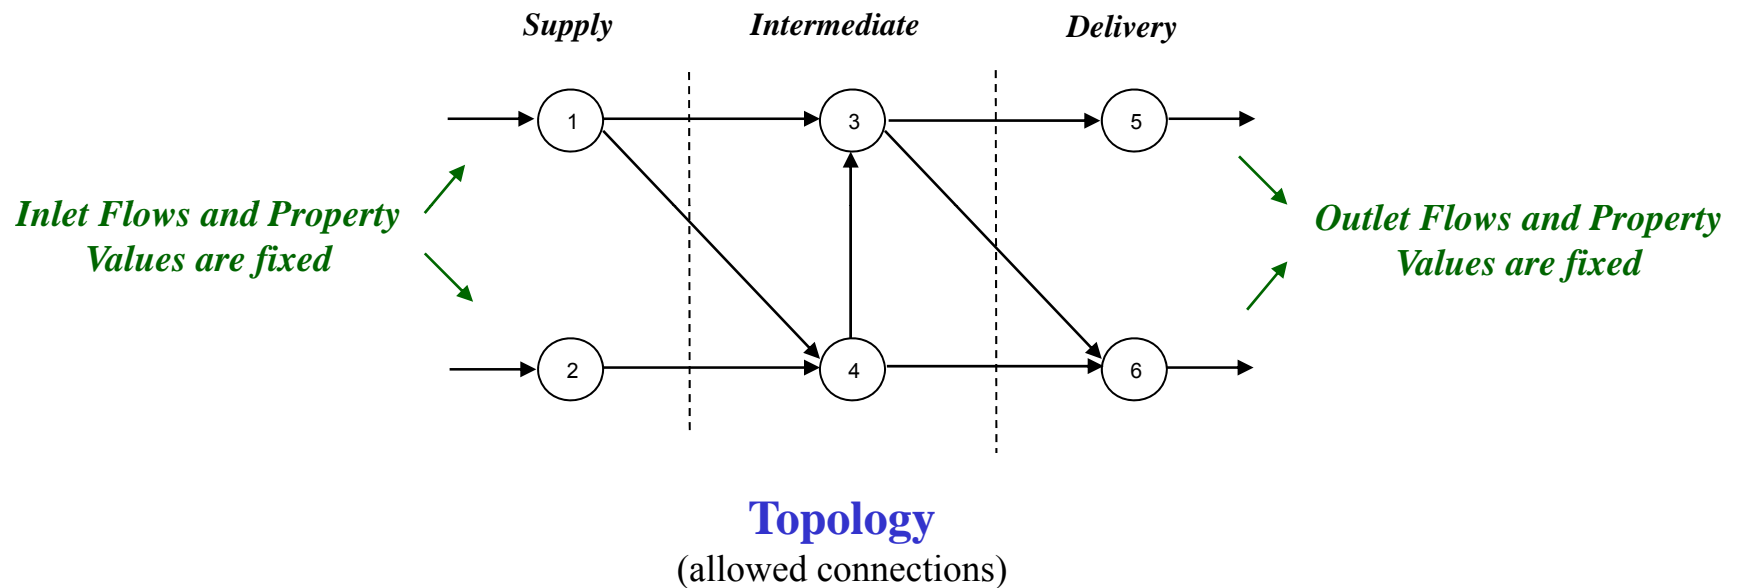 Supply Intermediate Delivery
1 3 5
Inlet Flows and Property
Values are fixed
Outlet Flows and Property
Values are fixed
2 4 6
Topology
(allowed connections)